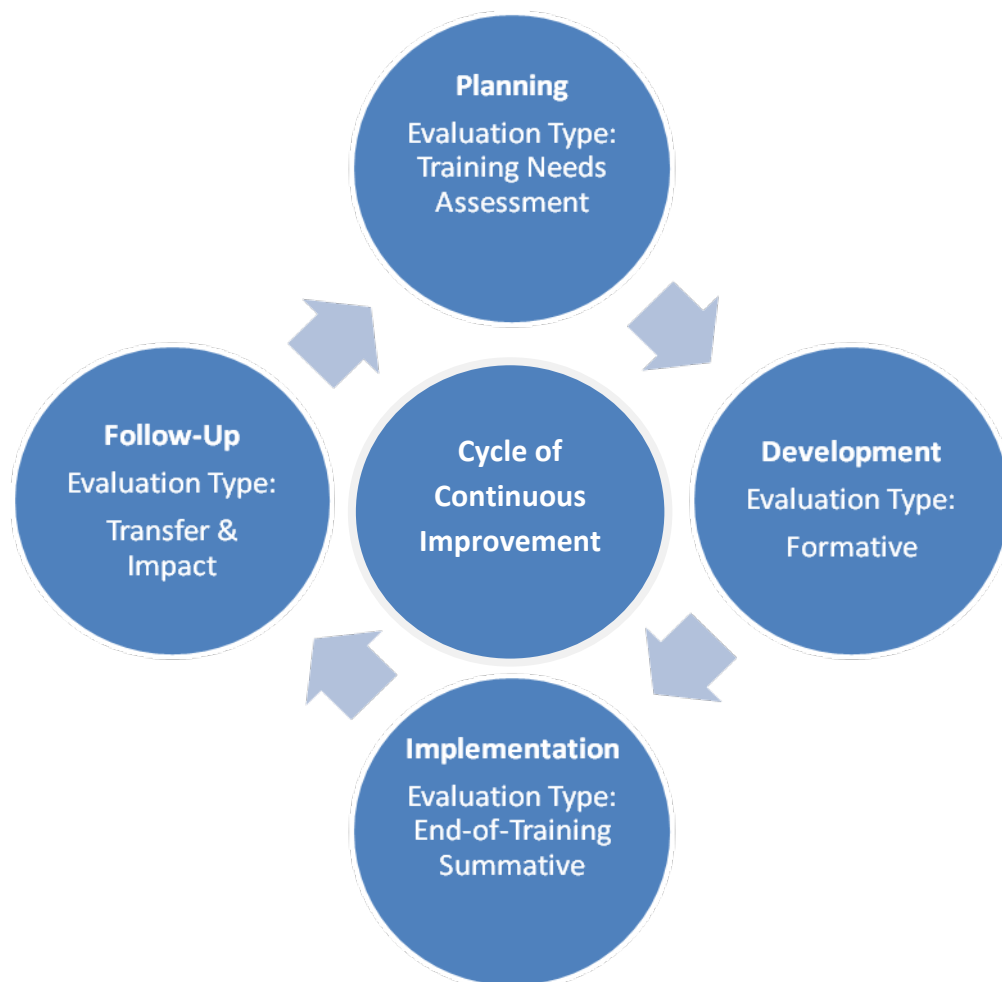 Planning
Evaluation Type:
Training Needs
Assessment
Development
Evaluation Type:
Formative
Implementation
Evaluation Type:
End-of-Training
Summative
Follow-Up
Evaluation Type:
Transfer &
Impact
Cycle of
Continuous
Improvement